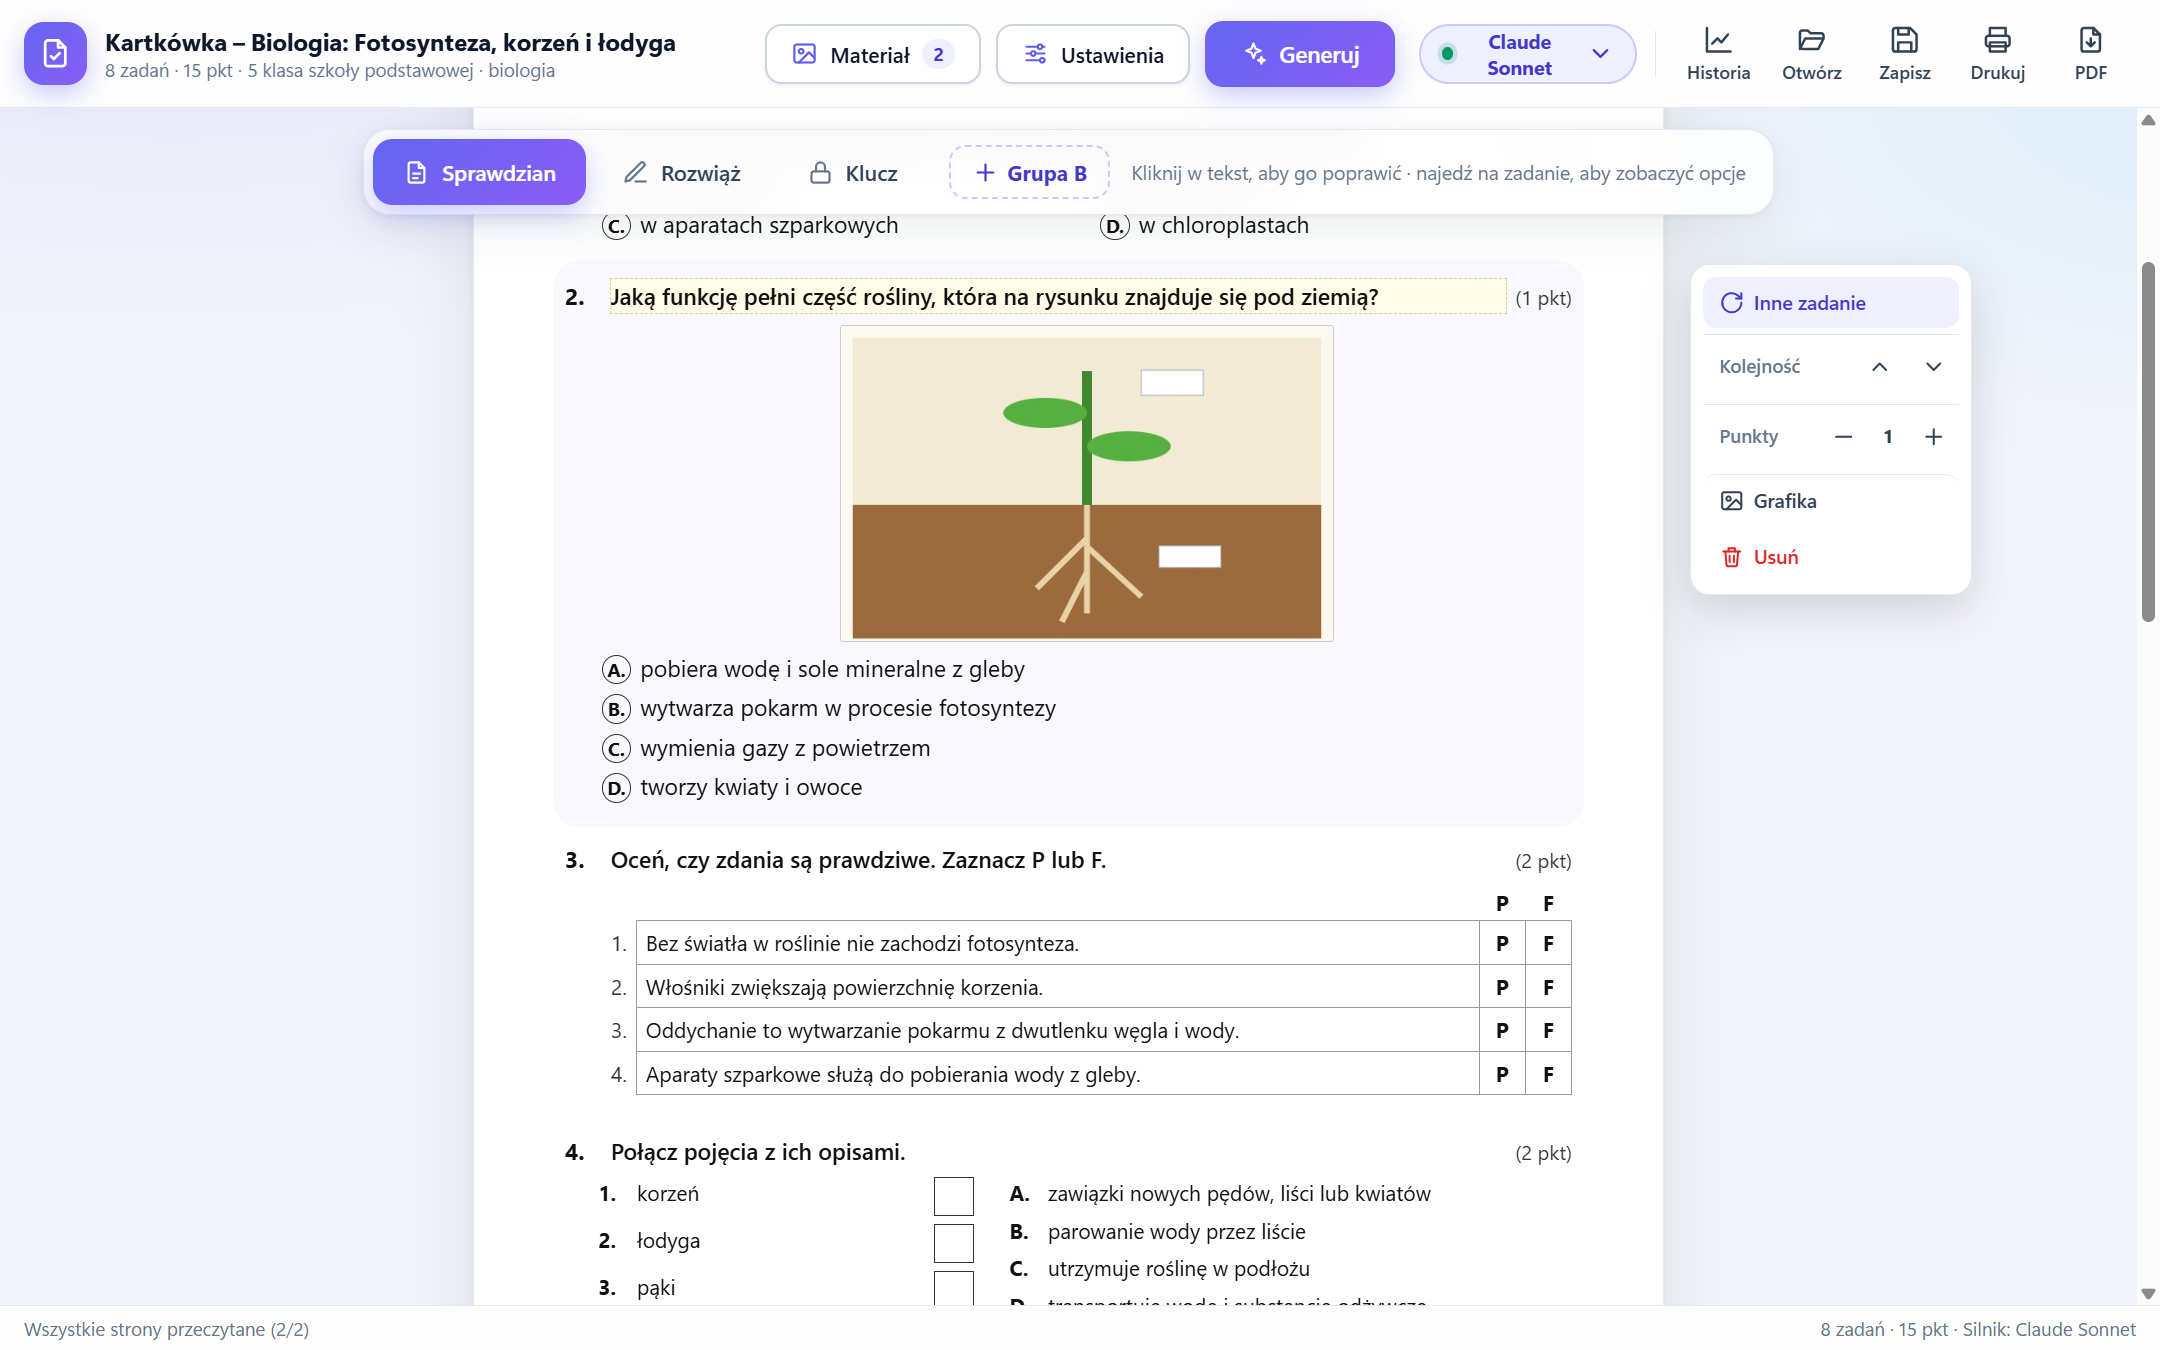 Kartkówka – Biologia: Fotosynteza, korzeń i łodyga
8 zadań · 15 pkt · 5 klasa szkoły podstawowej · biologia
Materiał 2
Ustawienia
Generuj
Claude
Sonnet
Historia
Otwórz
Zapisz
Drukuj
PDF
Sprawdzian
Rozwiąż
Klucz
+ Grupa B
Kliknij w tekst, aby go poprawić · najedź na zadanie, aby zobaczyć opcje
C. w aparatach szparkowych
D. w chloroplastach
2. Jaką funkcję pełni część rośliny, która na rysunku znajduje się pod ziemią? (1 pkt)
A. pobiera wodę i sole mineralne z gleby
B. wytwarza pokarm w procesie fotosyntezy
C. wymienia gazy z powietrzem
D. tworzy kwiaty i owoce
Inne zadanie
Kolejność
Punkty − 1 +
Grafika
Usuń
3. Oceń, czy zdania są prawdziwe. Zaznacz P lub F. (2 pkt)
P F
1. Bez światła w roślinie nie zachodzi fotosynteza. P F
2. Włośniki zwiększają powierzchnię korzenia. P F
3. Oddychanie to wytwarzanie pokarmu z dwutlenku węgla i wody. P F
4. Aparaty szparkowe służą do pobierania wody z gleby. P F
4. Połącz pojęcia z ich opisami. (2 pkt)
1. korzeń
2. łodyga
3. pąki
A. zawiązki nowych pędów, liści lub kwiatów
B. parowanie wody przez liście
C. utrzymuje roślinę w podłożu
D. transportuje wodę i substancje odżywcze
Wszystkie strony przeczytane (2/2)
8 zadań · 15 pkt · Silnik: Claude Sonnet